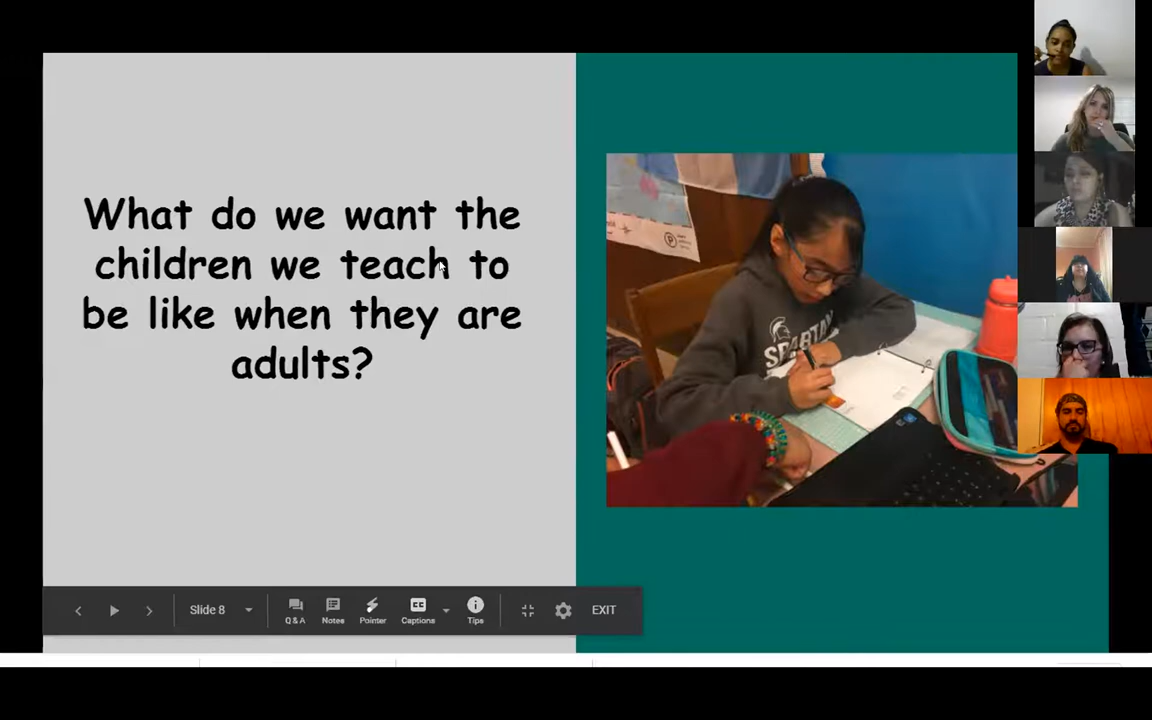 What do we want the
children we teach to
be like when they are
adults?
SPARTAN
Slide 8
Q & A
Notes
Pointer
CC
Captions
Tips
EXIT